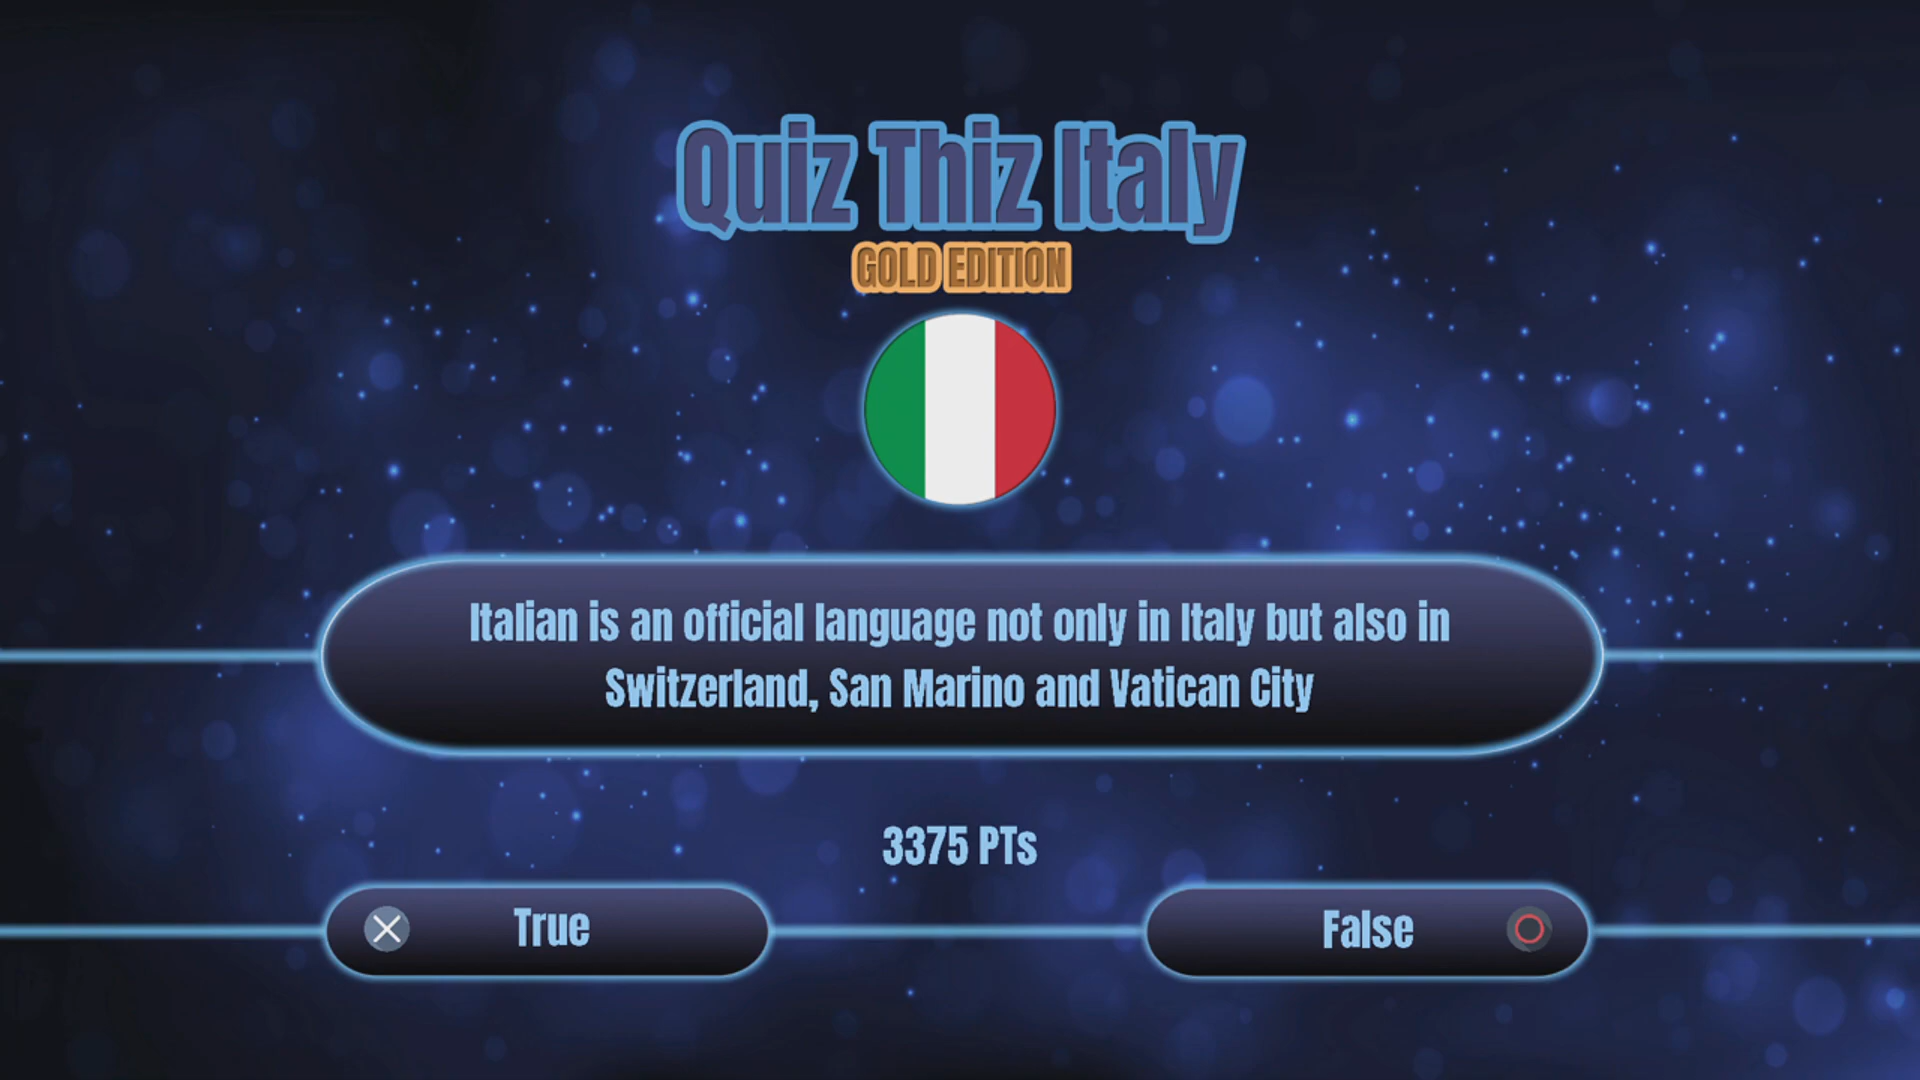 Quiz Thiz Italy
GOLD EDITION
Italian is an official language not only in Italy but also in
Switzerland, San Marino and Vatican City
3375 PTs
True
False